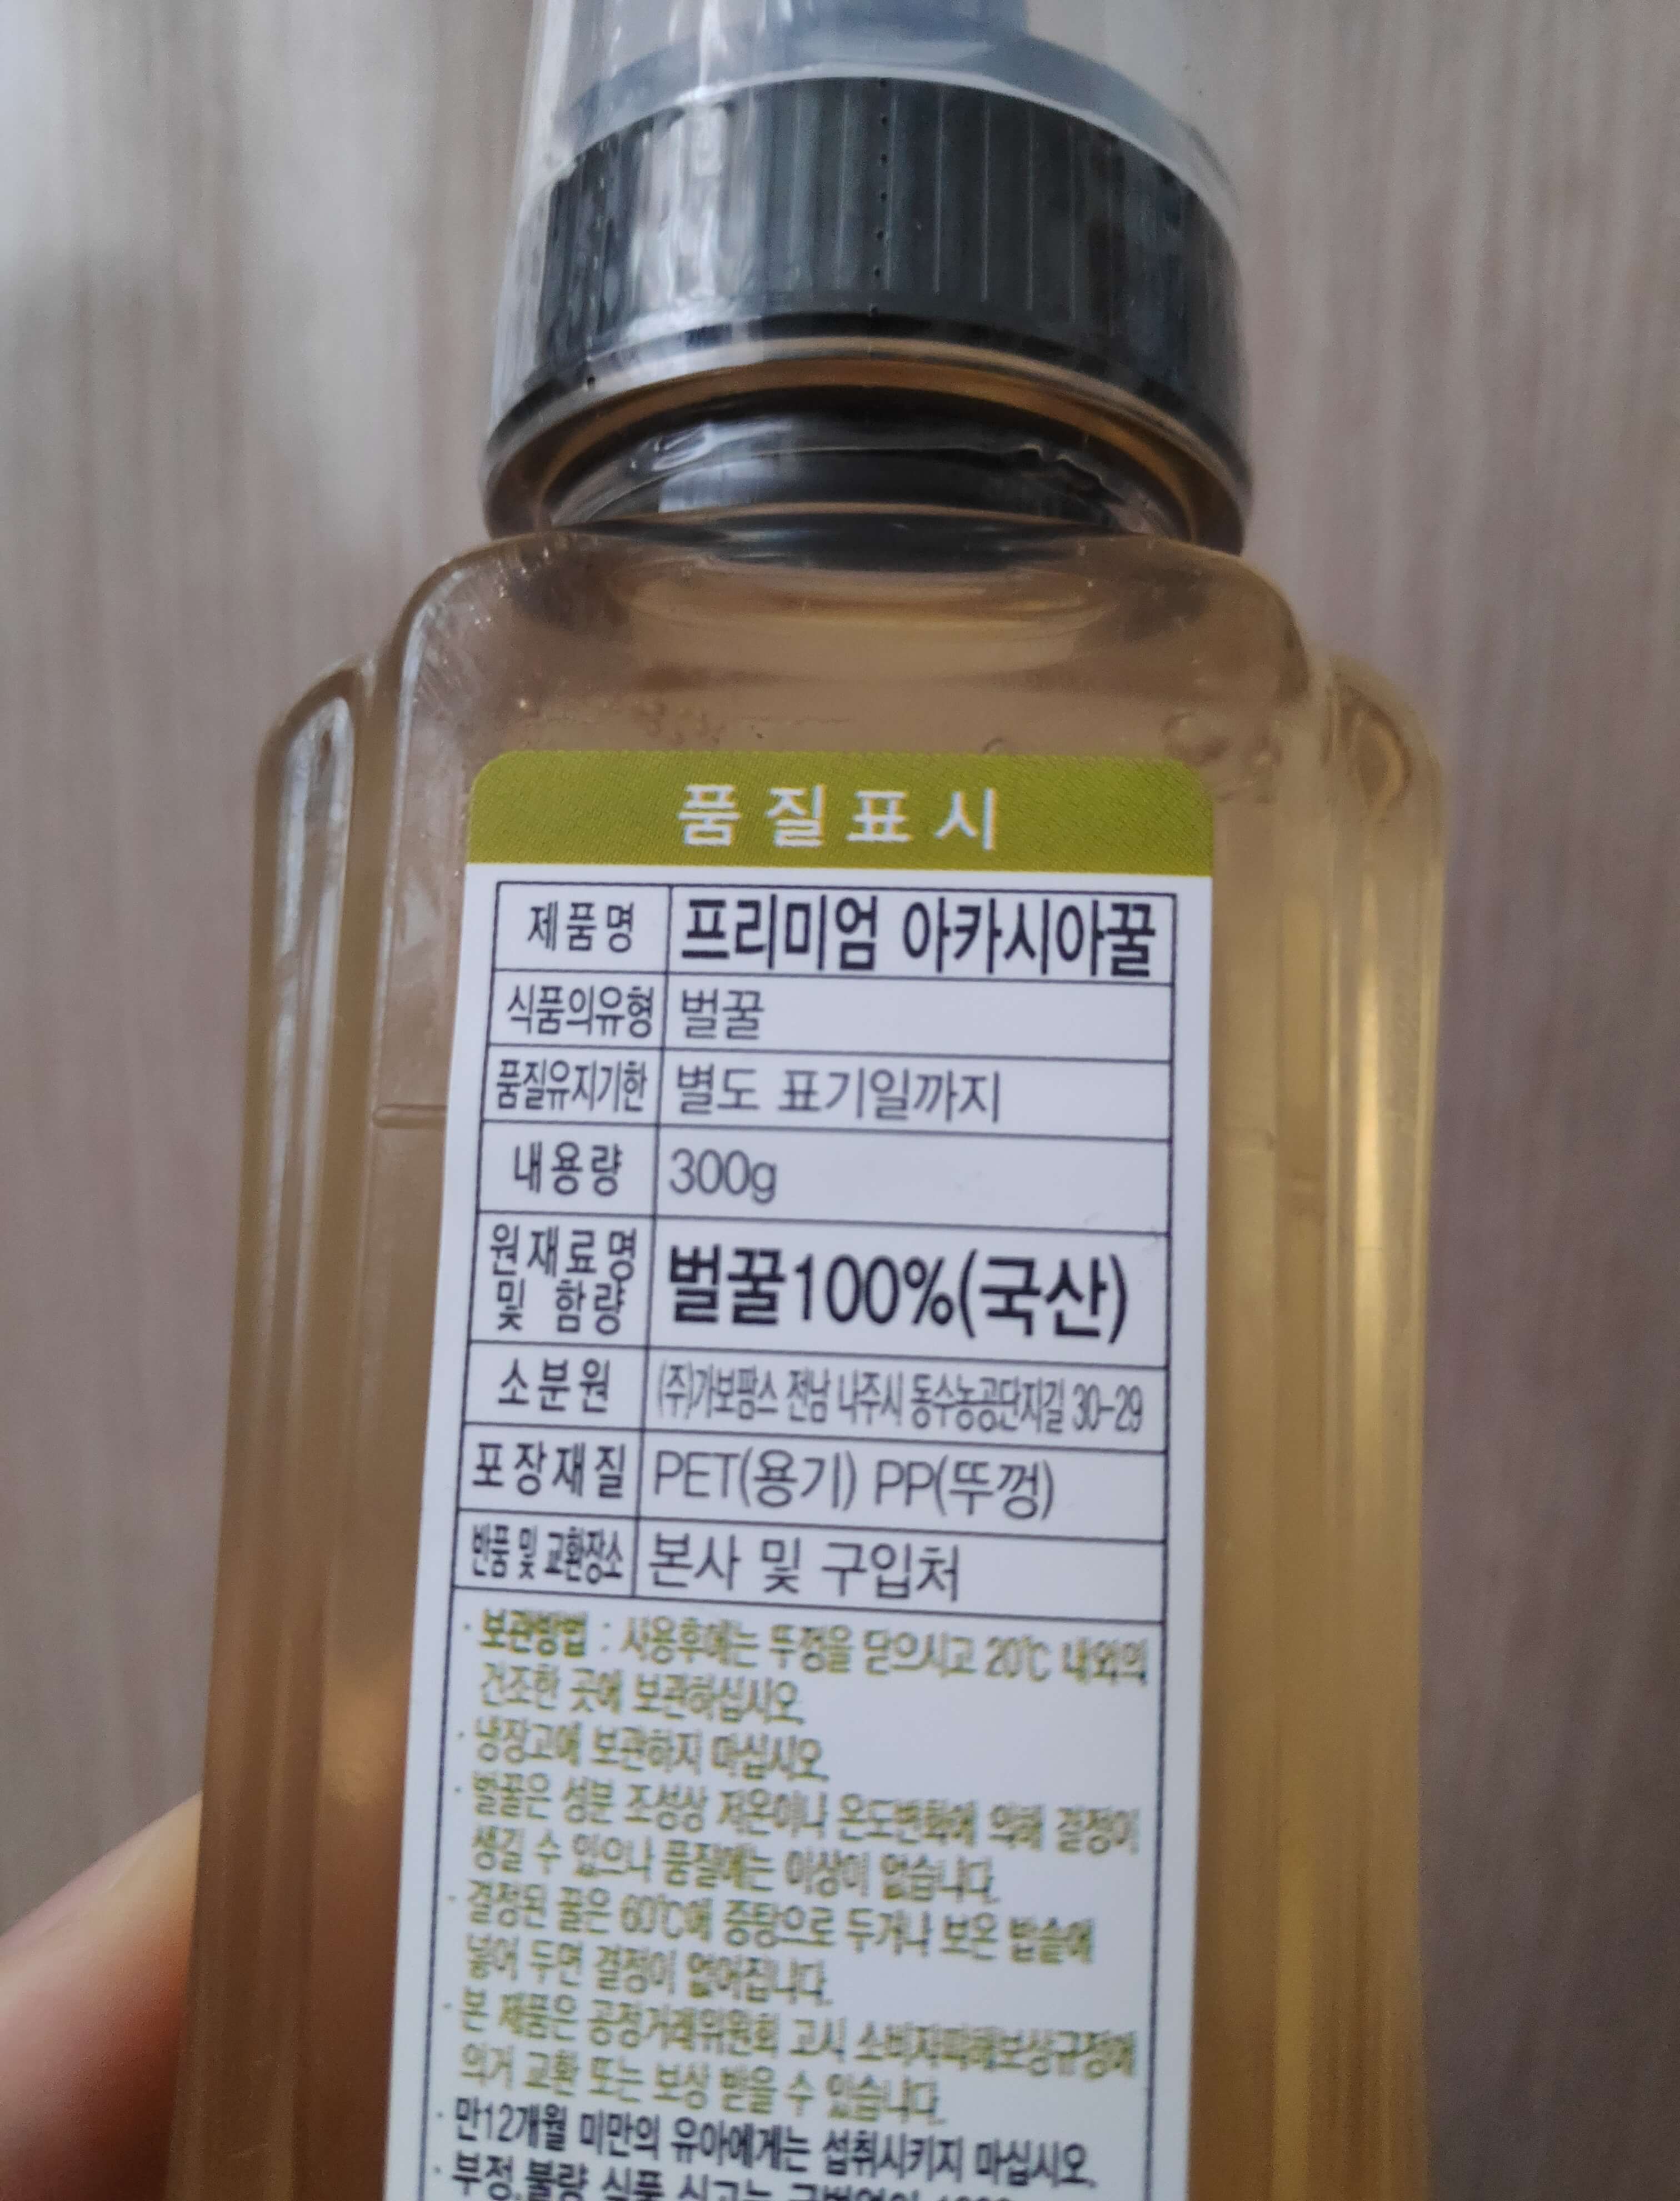 품질표시
제품명 프리미엄 아카시아꿀
식품의유형 벌꿀
품질유지기한 별도 표기일까지
내용량 300g
원재료명 및 함량 벌꿀100%(국산)
소분원 (주)가보팜스 전남 나주시 동수농공단지길 30-29
포장재질 PET(용기) PP(뚜껑)
반품 및 교환장소 본사 및 구입처
· 보관방법 : 사용후에는 뚜껑을 닫으시고 20℃ 내외의
건조한 곳에 보관하십시오.
· 냉장고에 보관하지 마십시오.
· 벌꿀은 성분 조성상 저온이나 온도변화에 의해 결정이
생길 수 있으나 품질에는 이상이 없습니다.
· 결정된 꿀은 60℃에 중탕으로 두거나 보온 밥솥에
넣어 두면 결정이 없어집니다.
· 본 제품은 공정거래위원회 고시 소비자피해보상규정에
의거 교환 또는 보상 받을 수 있습니다.
· 만12개월 미만의 유아에게는 섭취시키지 마십시오.
· 부정.불량 식품 신고는